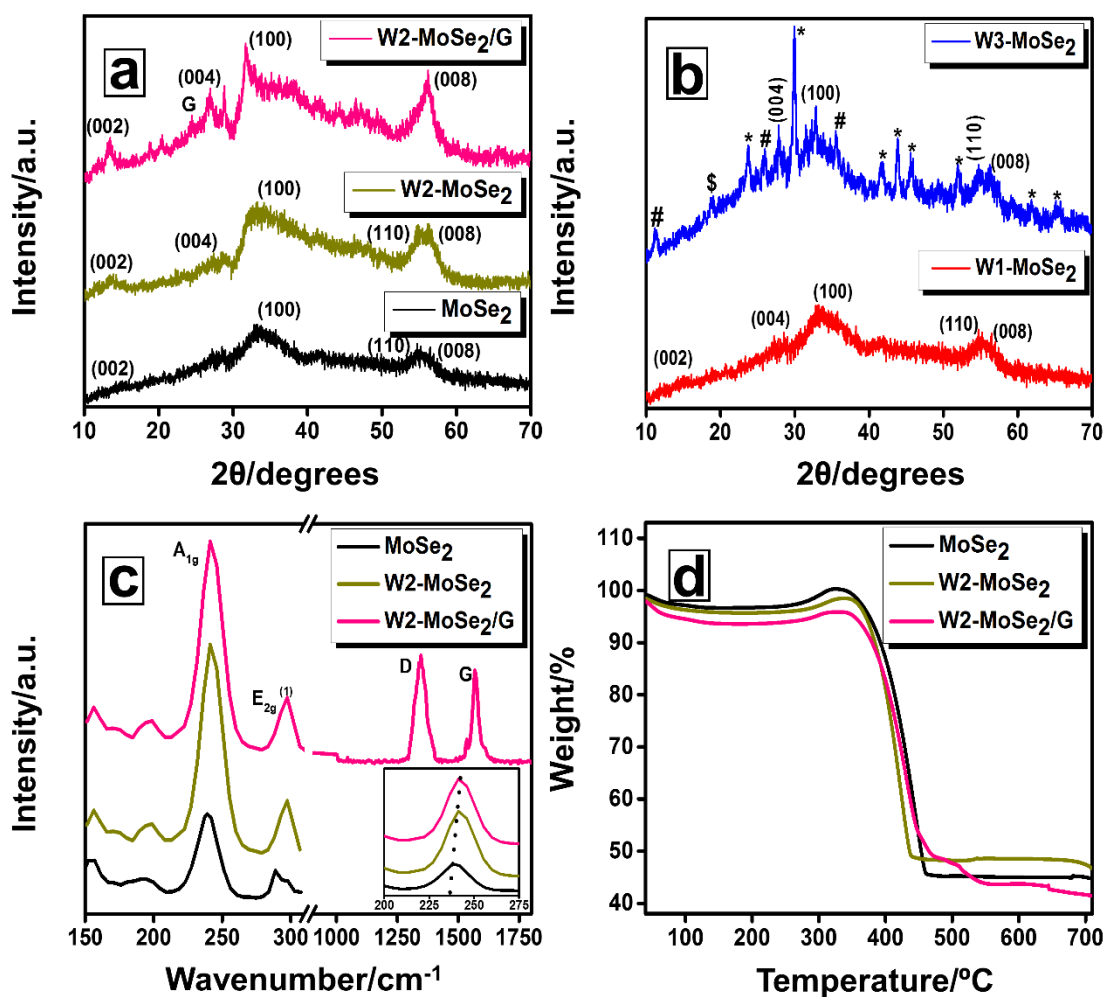 a
W2-MoSe₂/G
(002)
G
(004)
(100)
(008)
W2-MoSe₂
(002)
(004)
(100)
(110)
(008)
MoSe₂
(002)
(100)
(110)
(008)
Intensity/a.u.
10 20 30 40 50 60 70
2θ/degrees
b
W3-MoSe₂
#
$
*
#
(004)
*
(100)
#
*
*
*
*
(110)
(008)
*
*
W1-MoSe₂
(002)
(004)
(100)
(110)
(008)
Intensity/a.u.
10 20 30 40 50 60 70
2θ/degrees
c
MoSe₂
W2-MoSe₂
W2-MoSe₂/G
A₁g
E₂g⁽¹⁾
D
G
200 225 250 275
Intensity/a.u.
150 200 250 300 1000 1250 1500 1750
Wavenumber/cm⁻¹
d
MoSe₂
W2-MoSe₂
W2-MoSe₂/G
Weight/%
110
100
90
80
70
60
50
40
100 200 300 400 500 600 700
Temperature/ºC